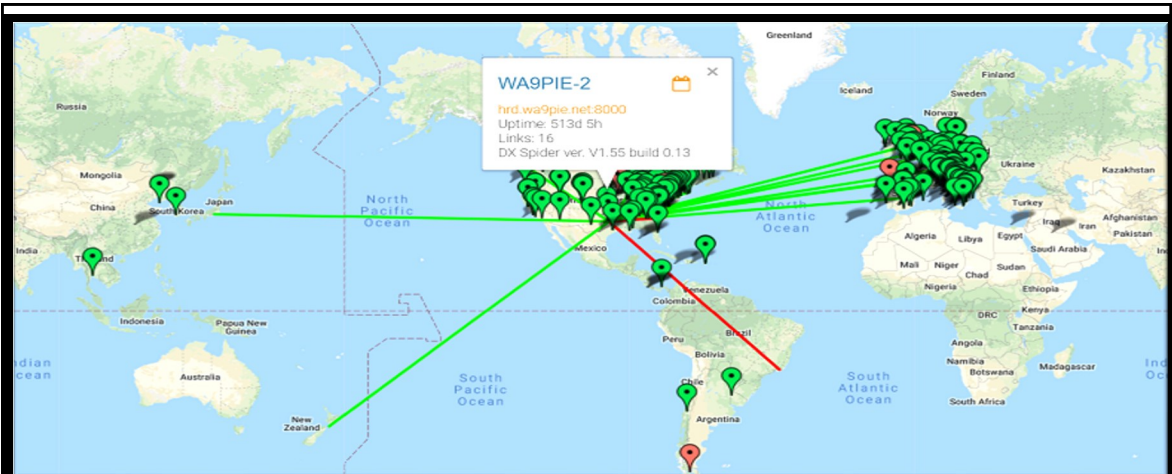 Greenland
WA9PIE-2
×
hrd.wa9pie.net:8000
Uptime: 513d 5h
Links: 16
DX Spider ver. V1.55 build 0.13
Finland
Iceland
Sweden
Norway
Russia
Ukraine
Mongolia
Kazakhstan
China
South Korea
Japan
North
Pacific
Ocean
North
Atlantic
Ocean
Turkey
Iraq
Iran
Afghanistan
Pakistan
India
Mexico
Algeria
Libya
Egypt
Saudi Arabia
Mali
Niger
Chad
Sudan
Nigeria
Ethiopia
Venezuela
Colombia
DRC
Kenya
Tanzania
Indonesia
Papua New
Guinea
Peru
Brazil
Bolivia
Angola
Namibia
Botswana
Madagascar
dian
cean
Ind
Oc
Australia
South
Pacific
Ocean
South
Atlantic
Ocean
Chile
South Africa
Argentina
New
Zealand